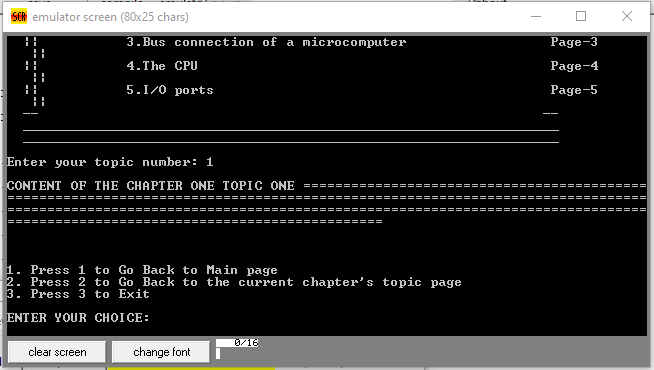 SCR emulator screen (80x25 chars)
3.Bus connection of a microcomputer Page-3
4.The CPU Page-4
5.I/O ports Page-5
Enter your topic number: 1
CONTENT OF THE CHAPTER ONE TOPIC ONE ===========================================
================================================================================
================================================================================
===============================================
1. Press 1 to Go Back to Main page
2. Press 2 to Go Back to the current chapter's topic page
3. Press 3 to Exit
ENTER YOUR CHOICE:
clear screen change font 0/16